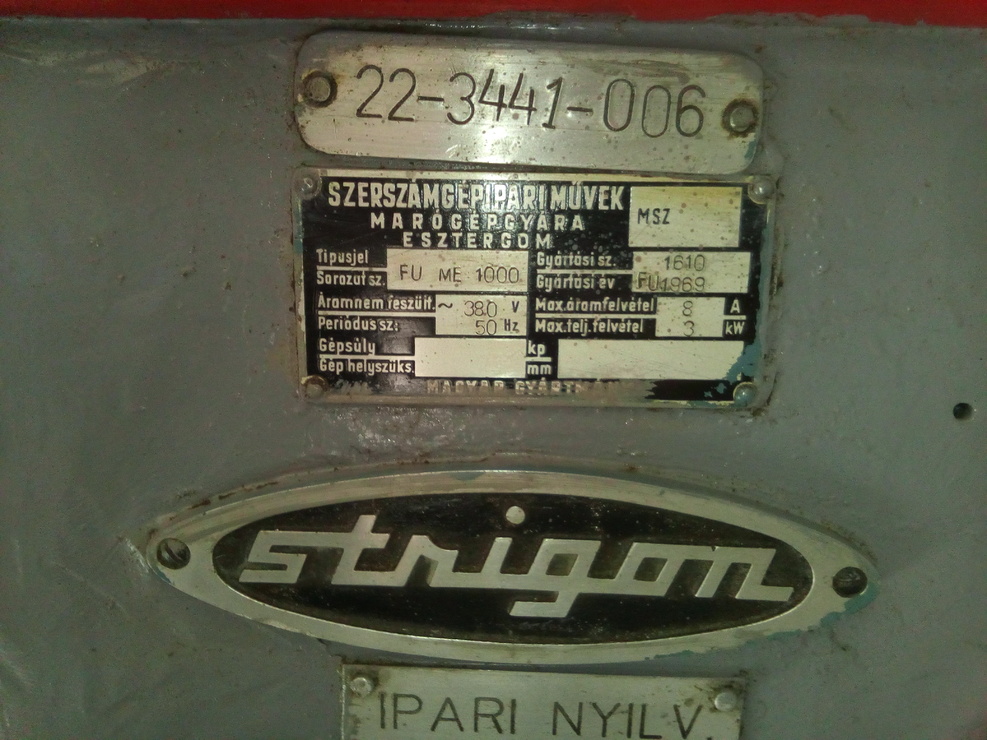 22-3441-006
SZERSZÁMGÉPIPARI MŰVEK
MARÓGÉPGYÁRA
ESZTERGOM
MSZ
Tipusjel
Sorozat sz.
FU ME 1000
Gyártási sz. 1610
Gyártási év FU1969
Áramnem feszült. ~ 380 V
Periódus sz: 50 Hz
Max.áramfelvétel 8 A
Max.telj.felvétel 3 kW
Gépsúly kp
Gép helyszüks. mm
MAGYAR
strigon
IPARI NYILV.